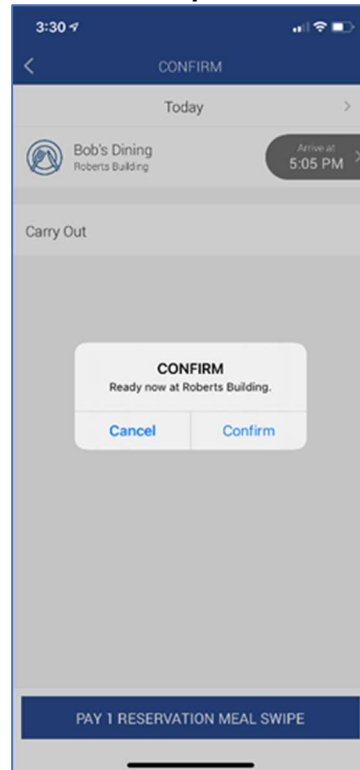 3:30
CONFIRM
Today
Bob's Dining
Roberts Building
Arrive at
5:05 PM
Carry Out
CONFIRM
Ready now at Roberts Building.
Cancel Confirm
PAY 1 RESERVATION MEAL SWIPE